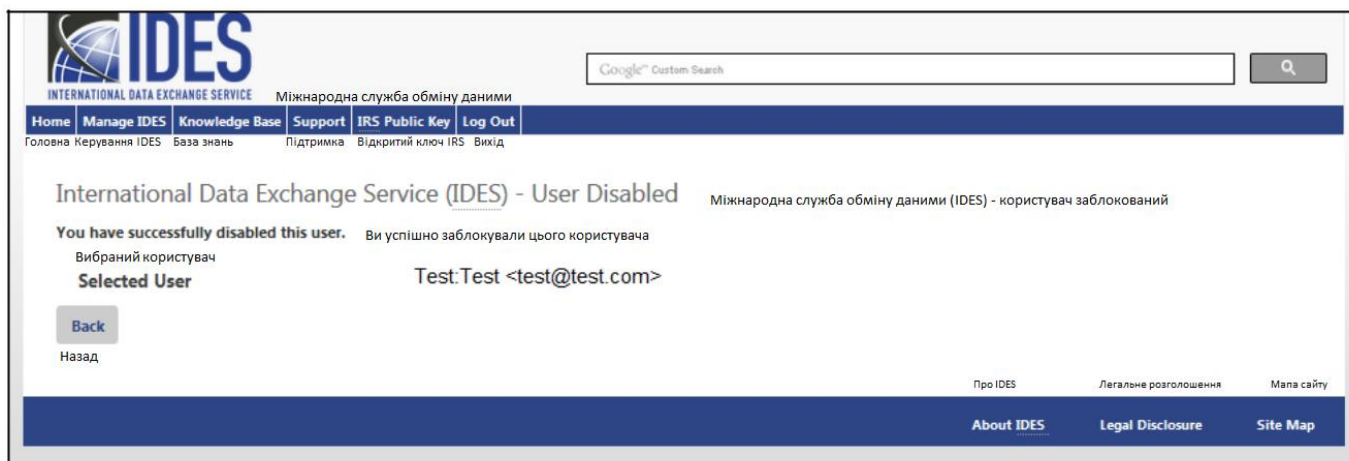 IDES
INTERNATIONAL DATA EXCHANGE SERVICE
Міжнародна служба обміну даними
Google™ Custom Search
Home Manage IDES Knowledge Base Support IRS Public Key Log Out
Головна Керування IDES База знань Підтримка Відкритий ключ IRS Вихід
International Data Exchange Service (IDES) - User Disabled
Міжнародна служба обміну даними (IDES) - користувач заблокований
You have successfully disabled this user. Ви успішно заблокували цього користувача
Вибраний користувач
Selected User Test:Test <test@test.com>
Back
Назад
Про IDES Легальне розголошення Мапа сайту
About IDES Legal Disclosure Site Map